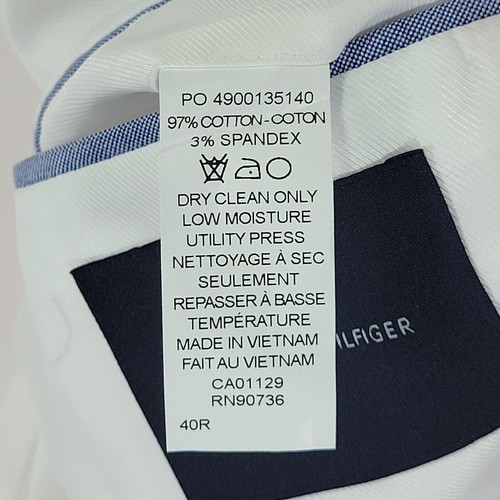 PO 4900135140
97% COTTON - COTON
3% SPANDEX
DRY CLEAN ONLY
LOW MOISTURE
UTILITY PRESS
NETTOYAGE À SEC
SEULEMENT
REPASSER À BASSE
TEMPÉRATURE
MADE IN VIETNAM
FAIT AU VIETNAM
CA01129
RN90736
40R
ILFIGER